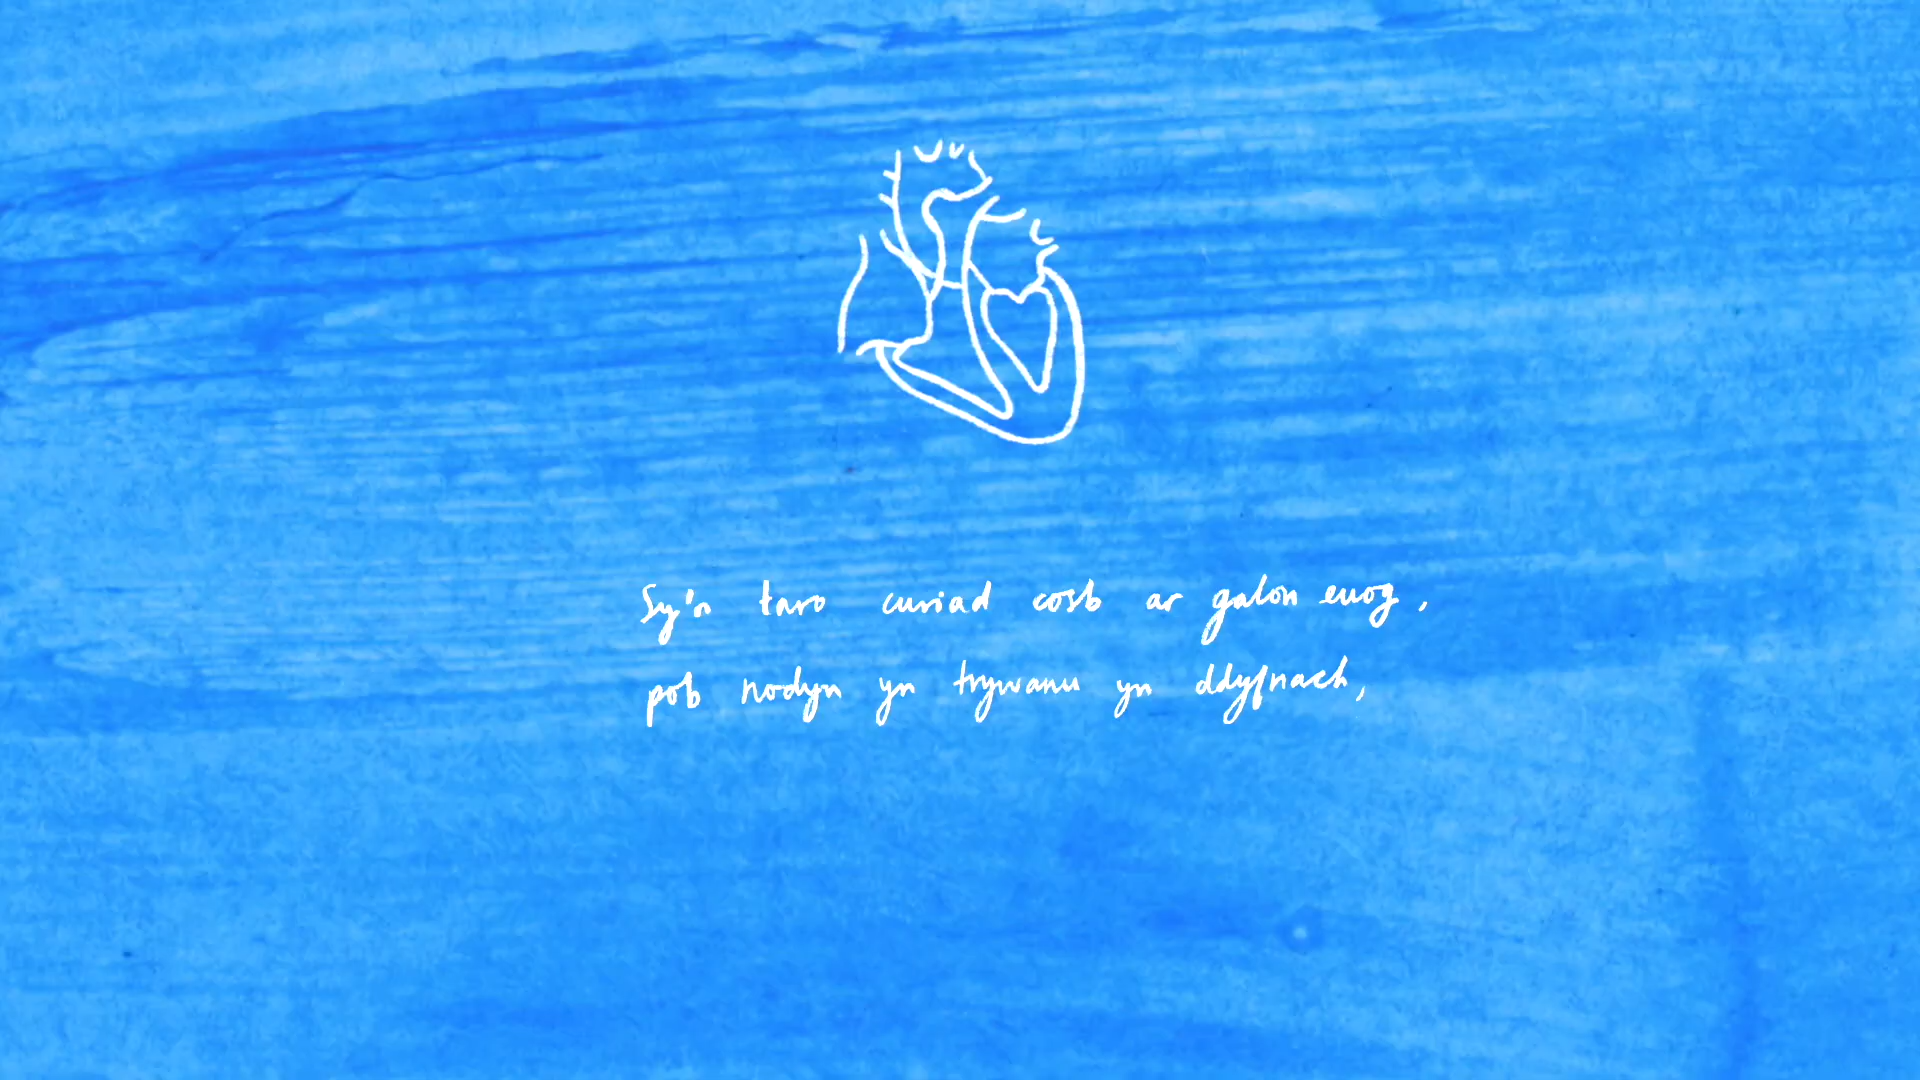 Sy'n taro curiad cosb ar galon euog,
pob nodyn yn trywanu yn ddyfnach,